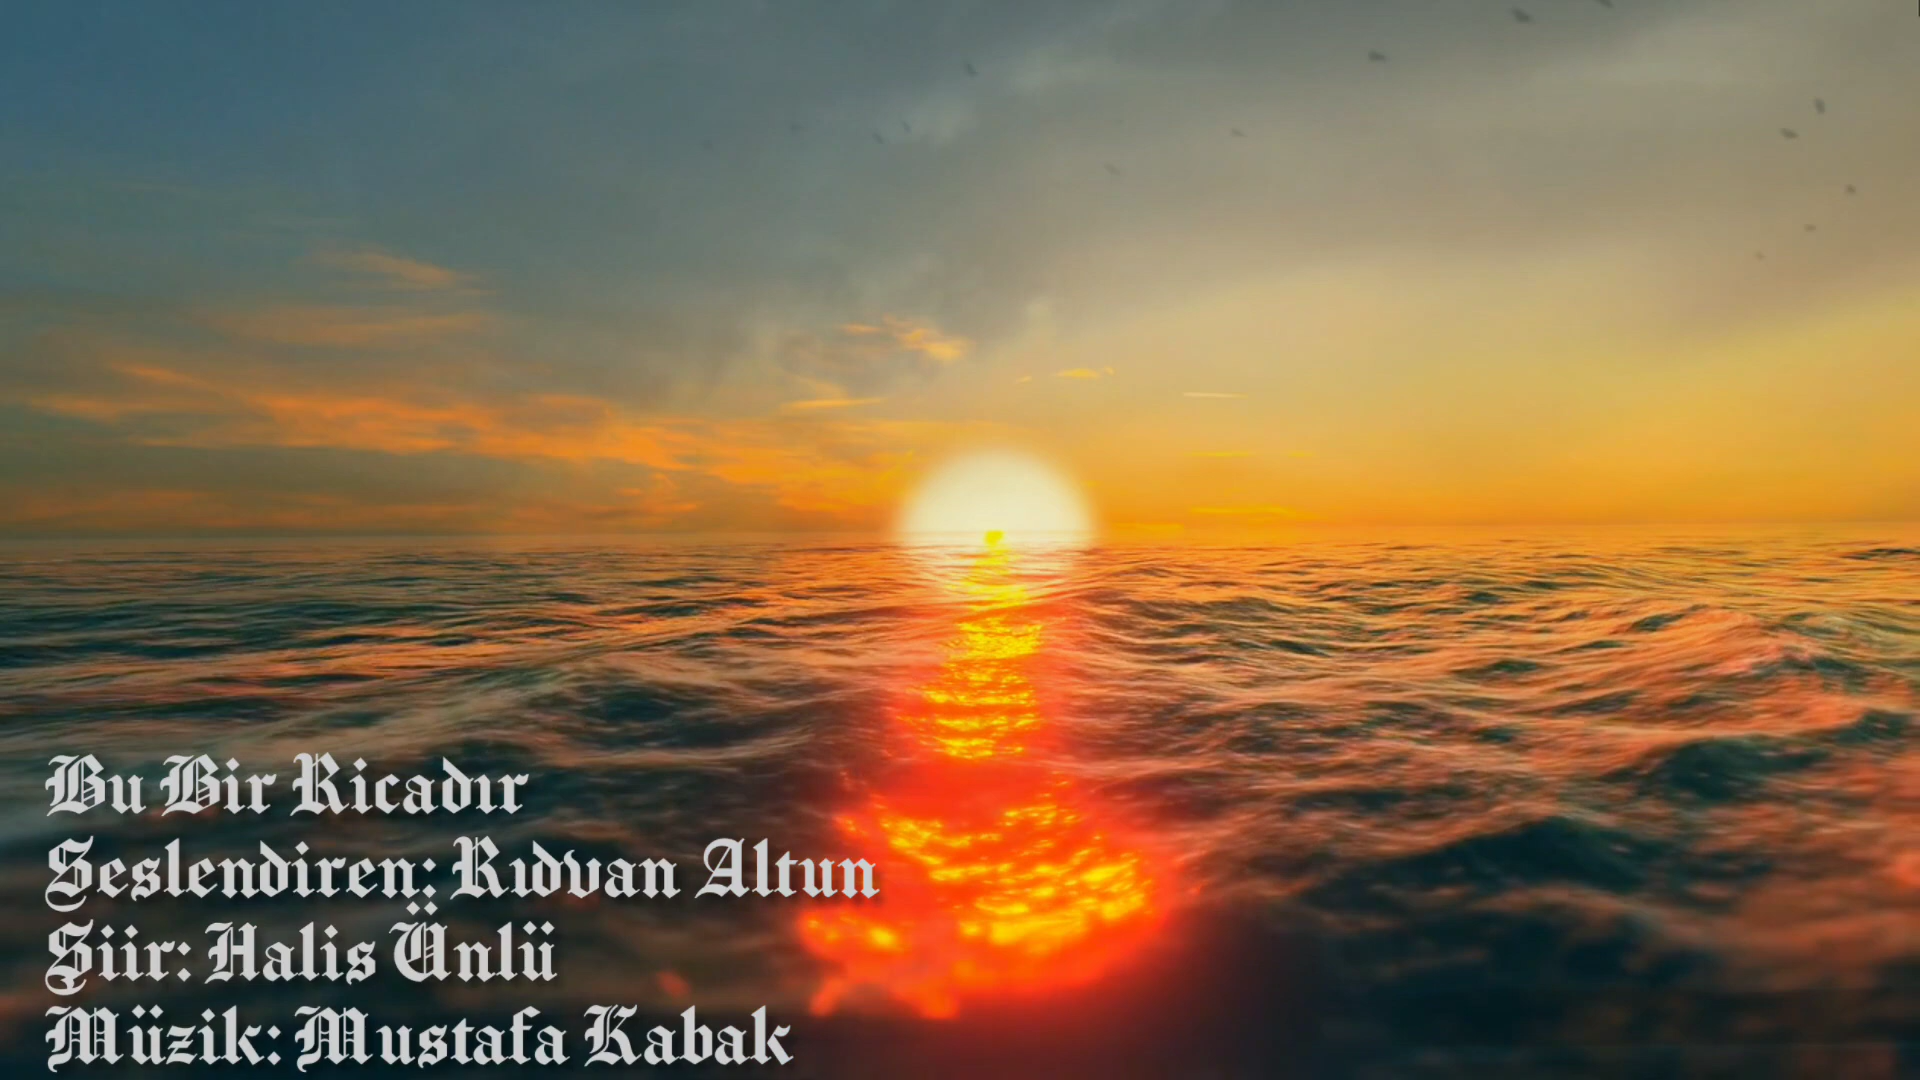 Bu Bir Ricadır
Seslendiren: Rıdvan Altun
Şiir: Halis Ünlü
Müzik: Mustafa Kabak